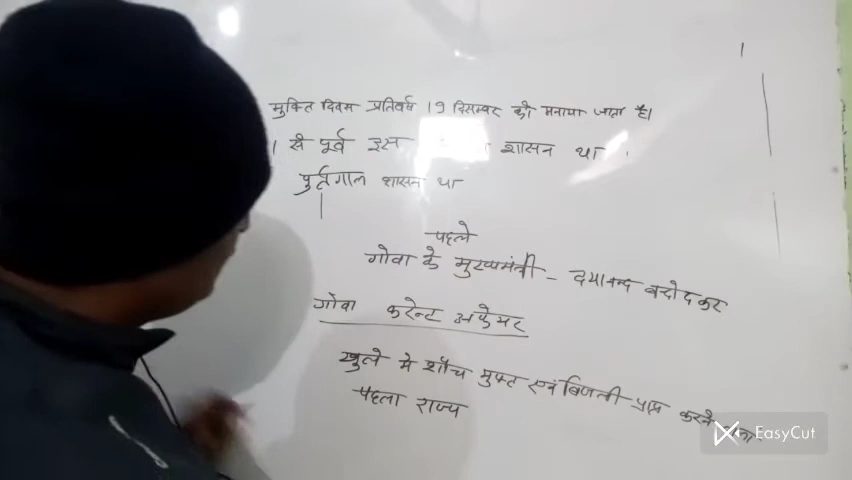 मुक्ति दिवस प्रतिवर्ष 19 दिसम्बर को मनाया जाता है।
से पूर्व इस शासन था
पुर्तगाल शासन था
पहले
गोवा के मुख्यमंत्री - दयानन्द बदोदकर
गोवा करेन्ट अफेयर
खुले मे शौच मुक्त एवं बिजली प्राप्त करने
पहला राज्य
EasyCut